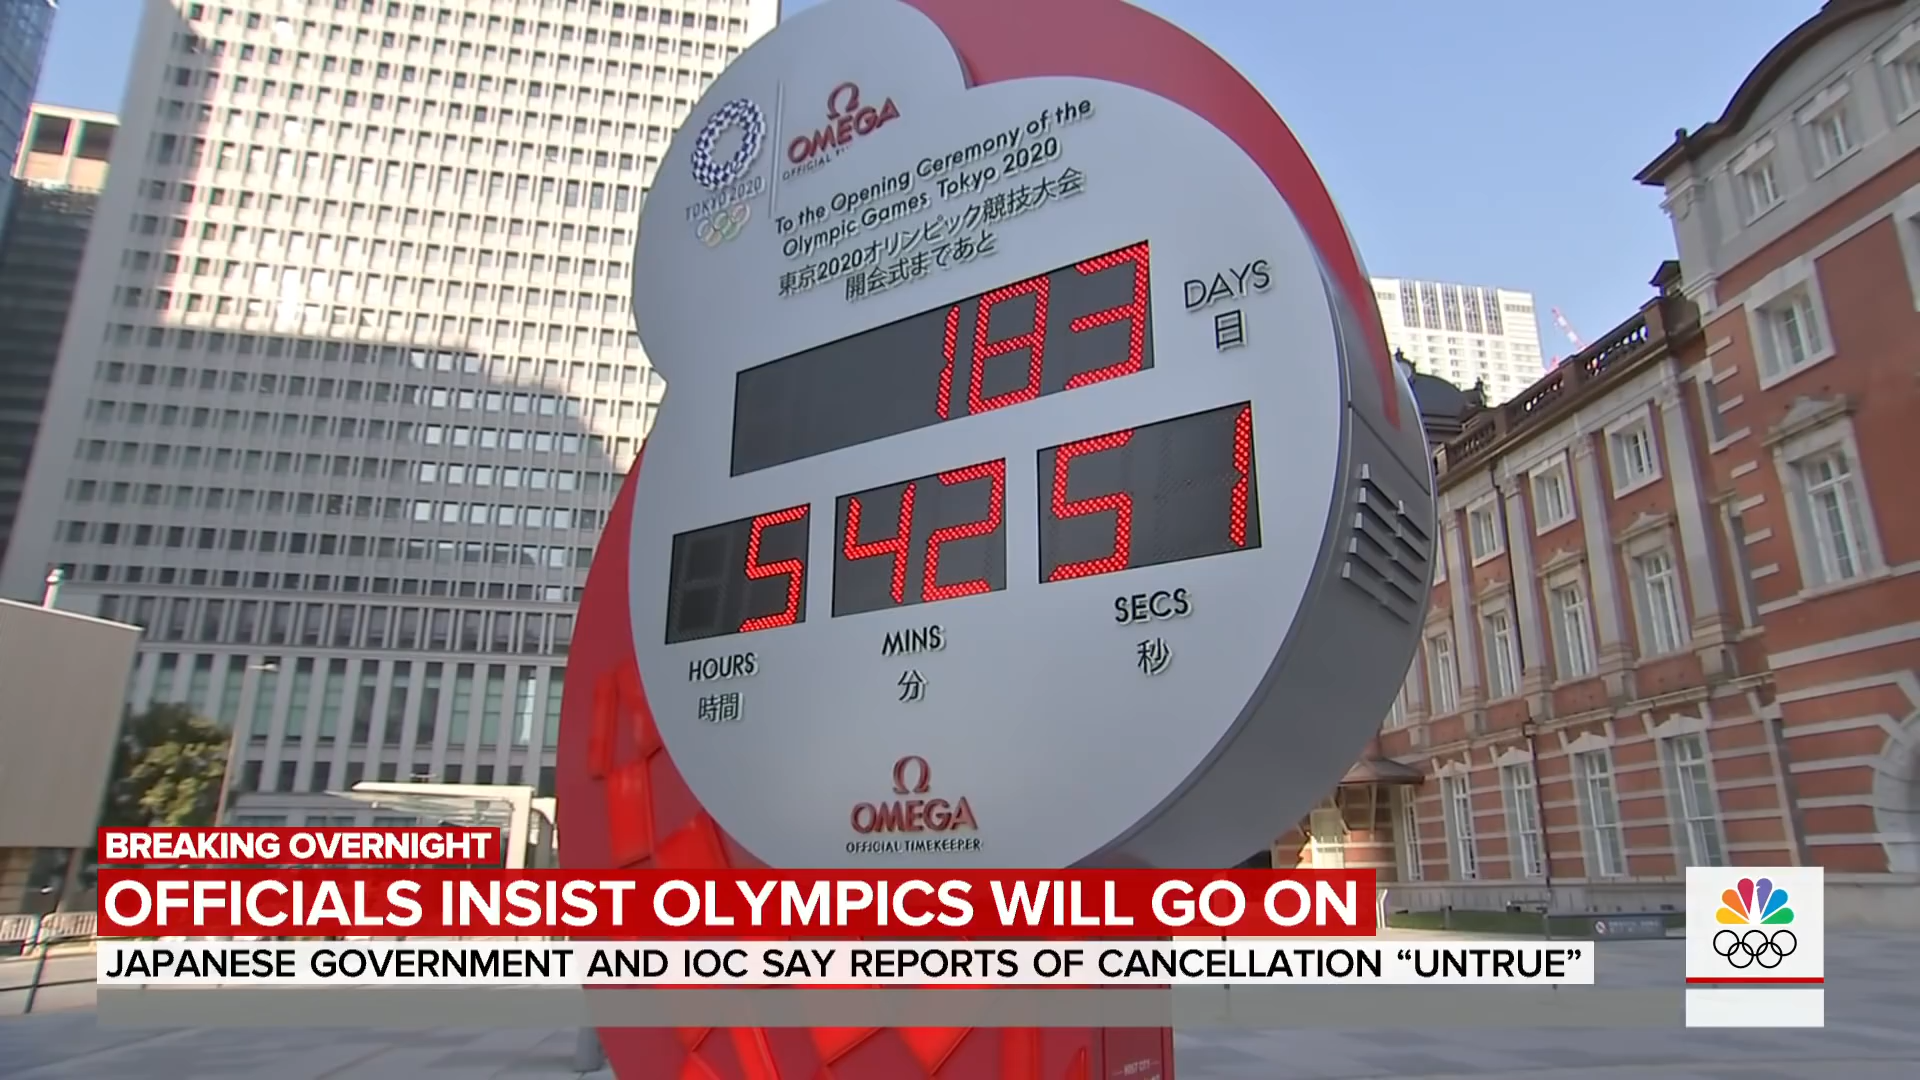 TOKYO 2020
Ω
OMEGA
OFFICIAL
To the Opening Ceremony of the
Olympic Games Tokyo 2020
東京2020オリンピック競技大会
開会式まであと
183
DAYS
日
5
42
51
HOURS
MINS
SECS
時間
分
秒
Ω
OMEGA
OFFICIAL TIMEKEEPER
BREAKING OVERNIGHT
OFFICIALS INSIST OLYMPICS WILL GO ON
JAPANESE GOVERNMENT AND IOC SAY REPORTS OF CANCELLATION “UNTRUE”
HOST CITY